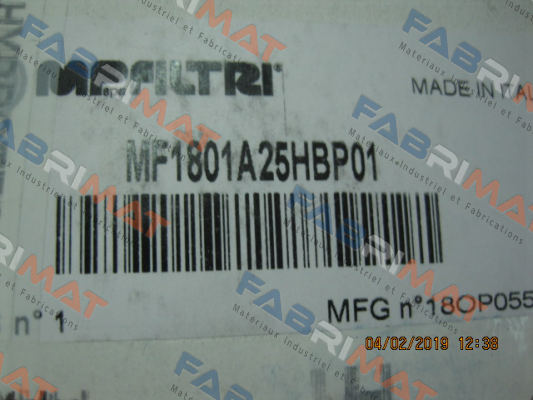 MPFILTRI®
MADE IN ITAL
MF1801A25HBP01
n° 1
MFG n°18OP055
04/02/2019 12:38
FABRIMAT
Materiaux Industriel et Fabrications